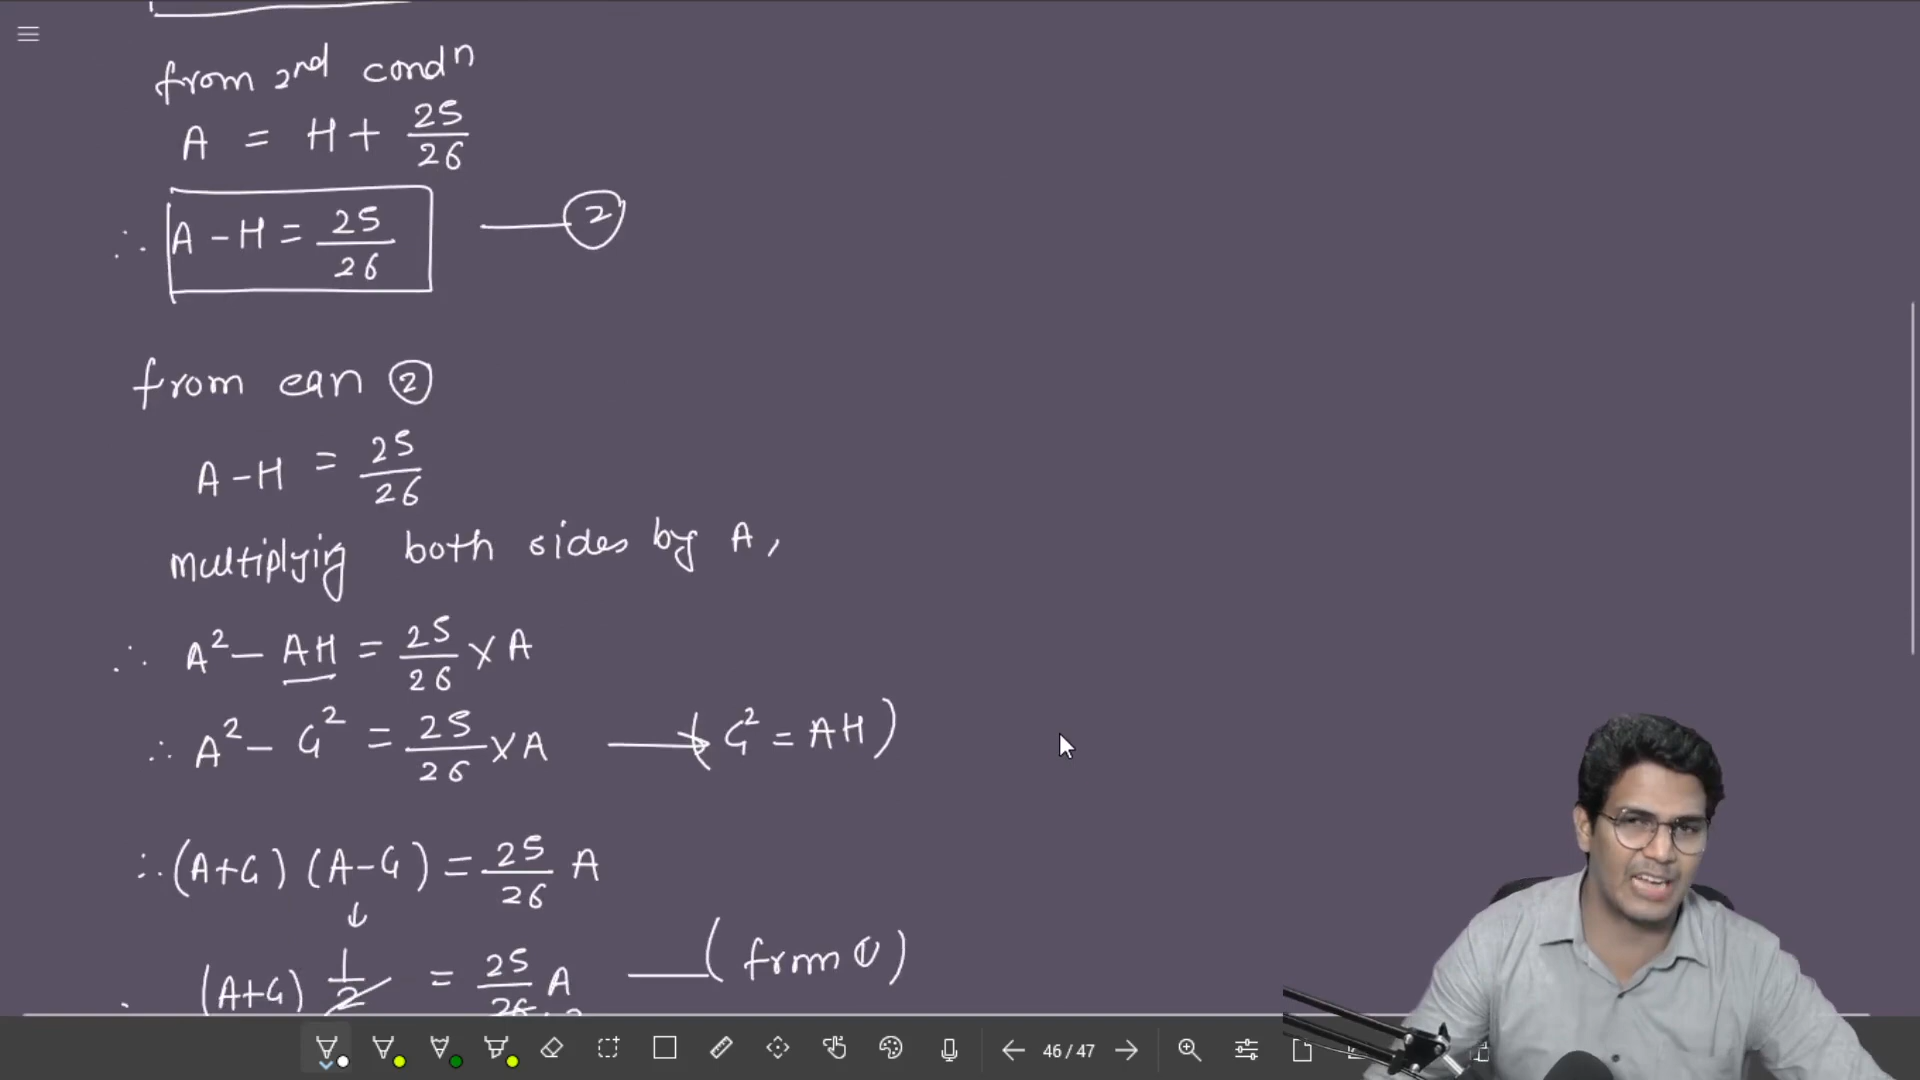 from 2nd condn
A = H + 25/26
∴ A - H = 25/26 —— ②
from eqn ②
A - H = 25/26
multiplying both sides by A,
∴ A² - AH = 25/26 × A
∴ A² - G² = 25/26 × A → (G² = AH)
∴ (A+G) (A-G) = 25/26 A
↓
(A+G) 1/2 = 25/26 A —— (from ①)
46 / 47